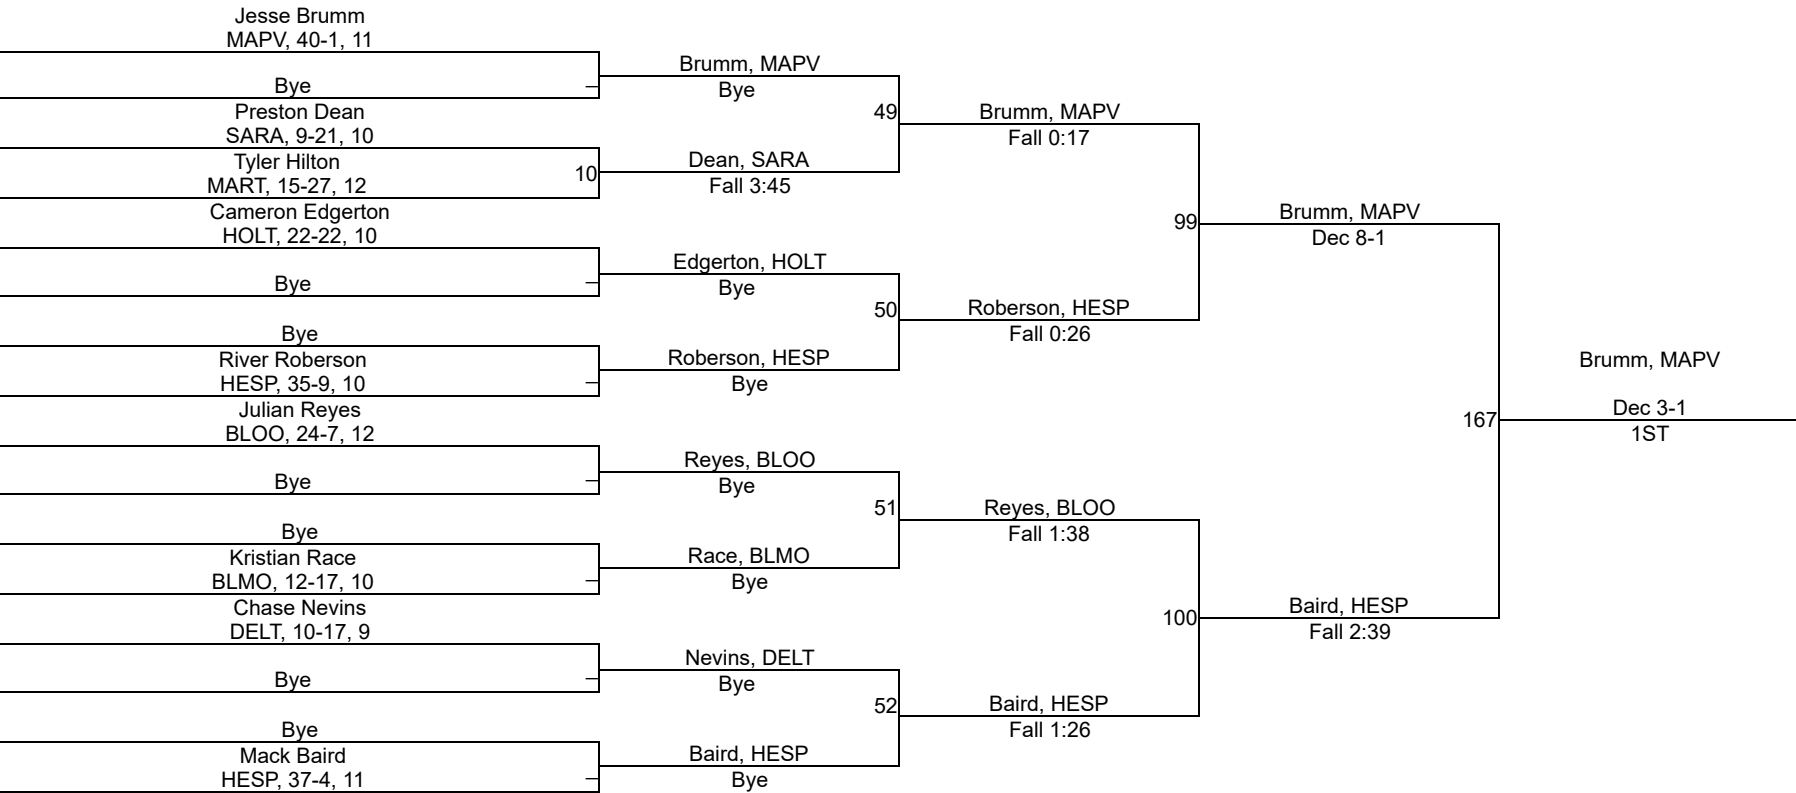 Jesse Brumm
MAPV, 40-1, 11
Bye
Preston Dean
SARA, 9-21, 10
Tyler Hilton
MART, 15-27, 12
10
Cameron Edgerton
HOLT, 22-22, 10
Bye
Bye
River Roberson
HESP, 35-9, 10
Julian Reyes
BLOO, 24-7, 12
Bye
Bye
Kristian Race
BLMO, 12-17, 10
Chase Nevins
DELT, 10-17, 9
Bye
Bye
Mack Baird
HESP, 37-4, 11
Brumm, MAPV
Bye
49
Dean, SARA
Fall 3:45
Edgerton, HOLT
Bye
50
Roberson, HESP
Bye
Reyes, BLOO
Bye
51
Race, BLMO
Bye
Nevins, DELT
Bye
52
Baird, HESP
Bye
Brumm, MAPV
Fall 0:17
99
Roberson, HESP
Fall 0:26
Reyes, BLOO
Fall 1:38
100
Baird, HESP
Fall 1:26
Brumm, MAPV
Dec 8-1
167
Baird, HESP
Fall 2:39
Brumm, MAPV
Dec 3-1
1ST